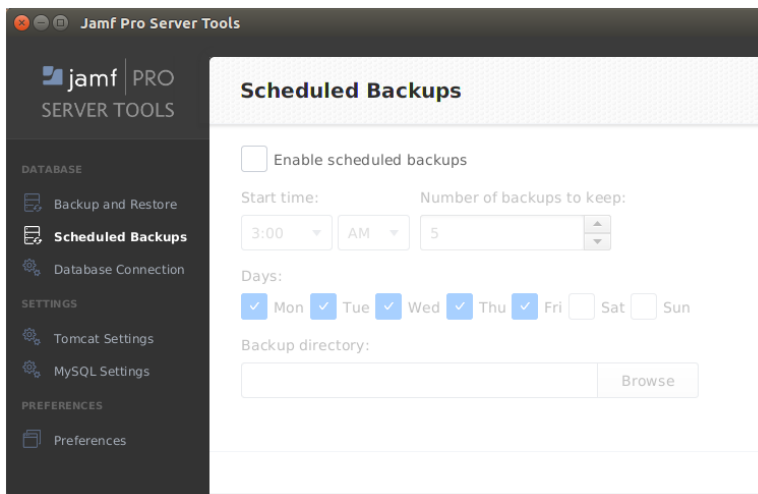 Jamf Pro Server Tools
jamf PRO
SERVER TOOLS
DATABASE
Backup and Restore
Scheduled Backups
Database Connection
SETTINGS
Tomcat Settings
MySQL Settings
PREFERENCES
Preferences
Scheduled Backups
Enable scheduled backups
Start time: Number of backups to keep:
3:00 AM 5
Days:
Mon Tue Wed Thu Fri Sat Sun
Backup directory:
Browse